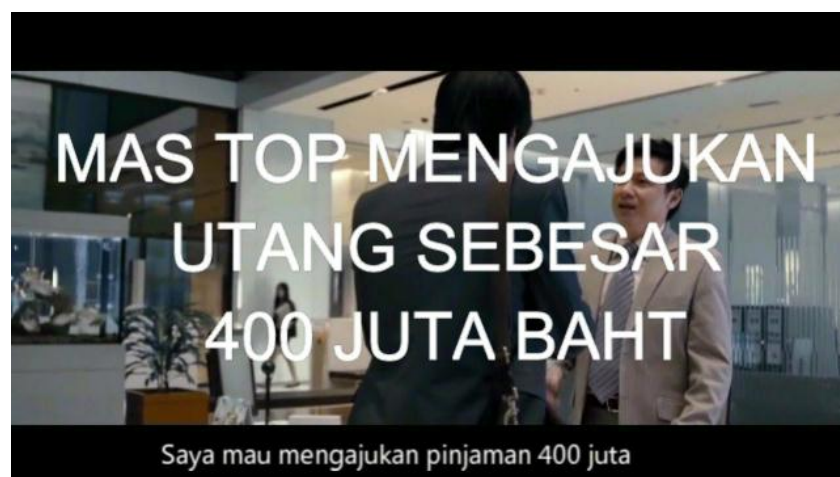 MAS TOP MENGAJUKAN
UTANG SEBESAR
400 JUTA BAHT
Saya mau mengajukan pinjaman 400 juta